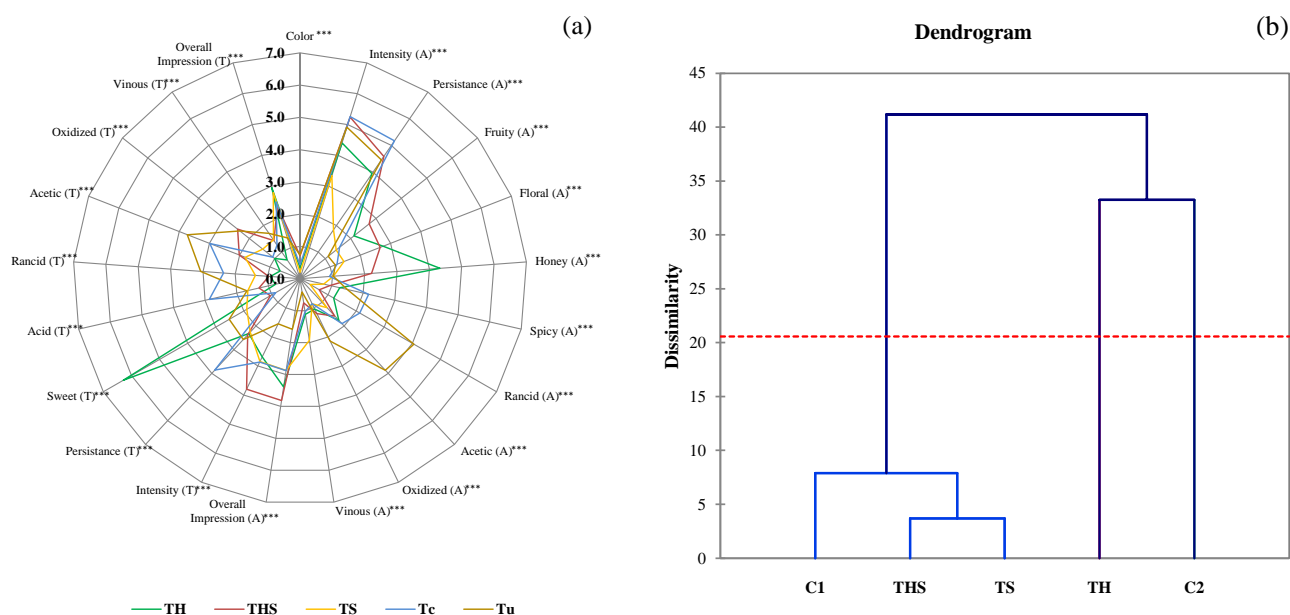 (a)
Color ***
Intensity (A)***
Persistance (A)***
Fruity (A)***
Floral (A)***
Honey (A)***
Spicy (A)***
Rancid (A)***
Acetic (A)***
Oxidized (A)***
Vinous (A)***
Overall
Impression (A)***
Intensity (T)***
Persistance (T)***
Sweet (T)***
Acid (T)***
Rancid (T)***
Acetic (T)***
Oxidized (T)***
Vinous (T)***
Overall
Impression (T)***
7.0
6.0
5.0
4.0
3.0
2.0
1.0
0.0
TH THS TS Tc Tu
(b)
Dendrogram
Dissimilarity
45
40
35
30
25
20
15
10
5
0
C1 THS TS TH C2